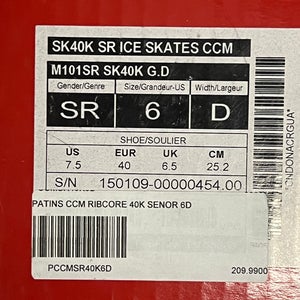 SK40K SR ICE SKATES CCM
M101SR SK40K G.D
Gender/Genre Size/Grandeur-US Width/Largeur
SR 6 D
SHOE/SOULIER
US EUR UK CM
7.5 40 6.5 25.2
S/N 150109-00000454.00
PATINS CCM RIBCORE 40K SENOR 6D
PCCMSR40K6D 209.9900